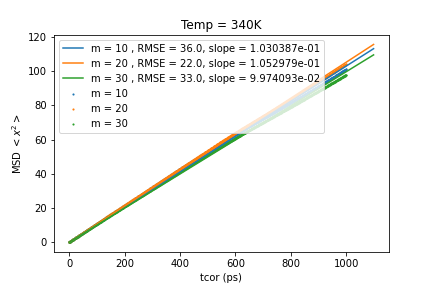 Temp = 340K
120
100
80
60
40
20
0
MSD < x² >
m = 10 , RMSE = 36.0, slope = 1.030387e-01
m = 20 , RMSE = 22.0, slope = 1.052979e-01
m = 30 , RMSE = 33.0, slope = 9.974093e-02
m = 10
m = 20
m = 30
0 200 400 600 800 1000
tcor (ps)